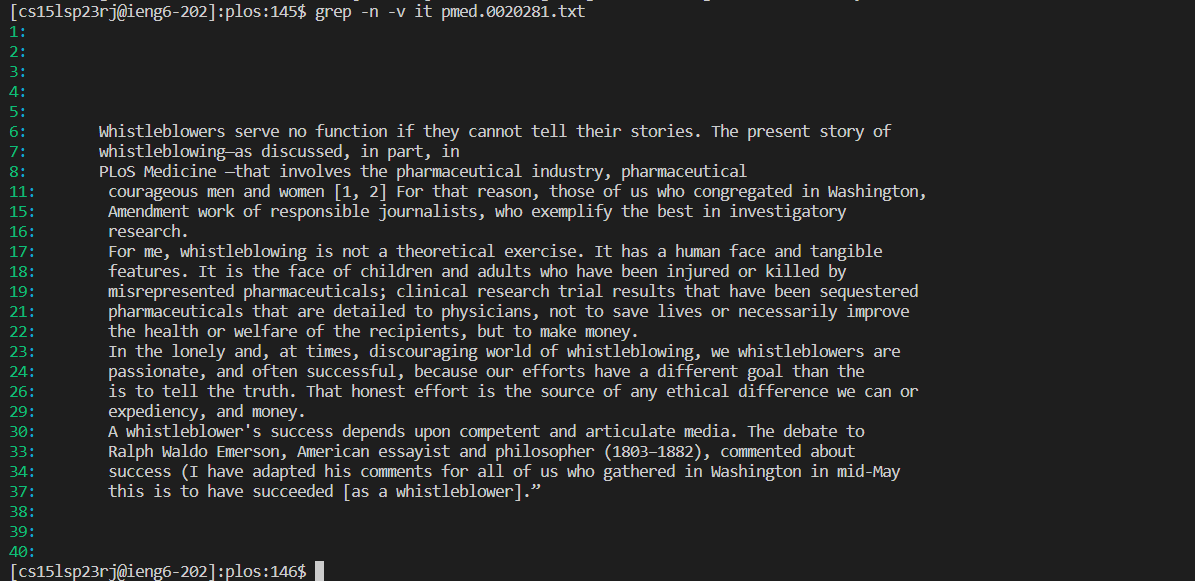 [cs15lsp23rj@ieng6-202]:plos:145$ grep -n -v it pmed.0020281.txt
1:
2:
3:
4:
5:
6:        Whistleblowers serve no function if they cannot tell their stories. The present story of
7:        whistleblowing—as discussed, in part, in
8:        PLoS Medicine —that involves the pharmaceutical industry, pharmaceutical
11:        courageous men and women [1, 2] For that reason, those of us who congregated in Washington,
15:        Amendment work of responsible journalists, who exemplify the best in investigatory
16:        research.
17:        For me, whistleblowing is not a theoretical exercise. It has a human face and tangible
18:        features. It is the face of children and adults who have been injured or killed by
19:        misrepresented pharmaceuticals; clinical research trial results that have been sequestered
21:        pharmaceuticals that are detailed to physicians, not to save lives or necessarily improve
22:        the health or welfare of the recipients, but to make money.
23:        In the lonely and, at times, discouraging world of whistleblowing, we whistleblowers are
24:        passionate, and often successful, because our efforts have a different goal than the
26:        is to tell the truth. That honest effort is the source of any ethical difference we can or
29:        expediency, and money.
30:        A whistleblower's success depends upon competent and articulate media. The debate to
33:        Ralph Waldo Emerson, American essayist and philosopher (1803–1882), commented about
34:        success (I have adapted his comments for all of us who gathered in Washington in mid-May
37:        this is to have succeeded [as a whistleblower].”
38:
39:
40:
[cs15lsp23rj@ieng6-202]:plos:146$